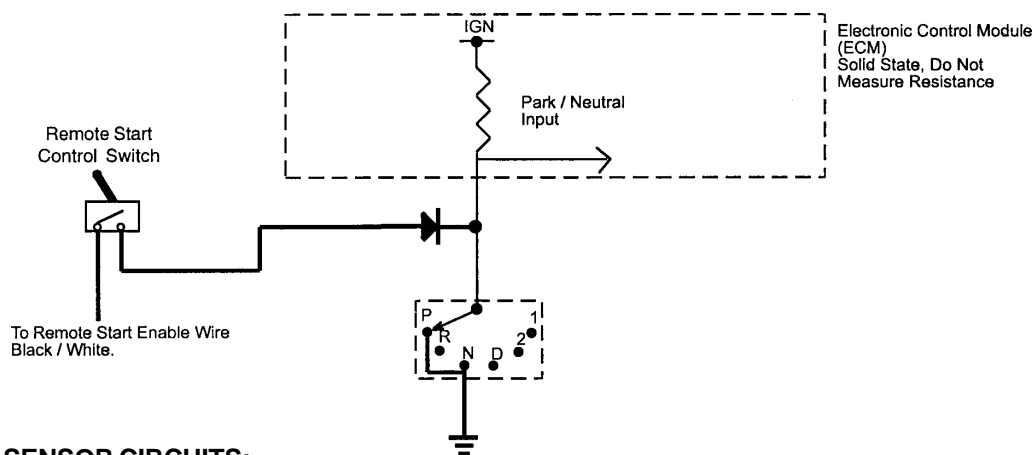 IGN
Electronic Control Module
(ECM)
Solid State, Do Not
Measure Resistance
Park / Neutral
Input
Remote Start
Control Switch
To Remote Start Enable Wire
Black / White.
P
R
N
D
2
1
SENSOR CIRCUITS: